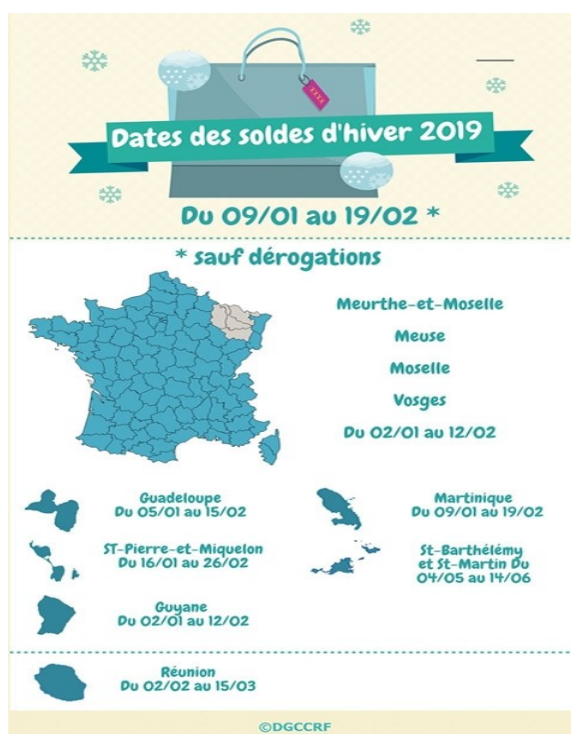 Dates des soldes d'hiver 2019
Du 09/01 au 19/02 *
* sauf dérogations
Meurthe-et-Moselle
Meuse
Moselle
Vosges
Du 02/01 au 12/02
Guadeloupe
Du 05/01 au 15/02
Martinique
Du 09/01 au 19/02
ST-Pierre-et-Miquelon
Du 16/01 au 26/02
St-Barthélémy
et St-Martin Du
04/05 au 14/06
Guyane
Du 02/01 au 12/02
Réunion
Du 02/02 au 15/03
©DGCCRF